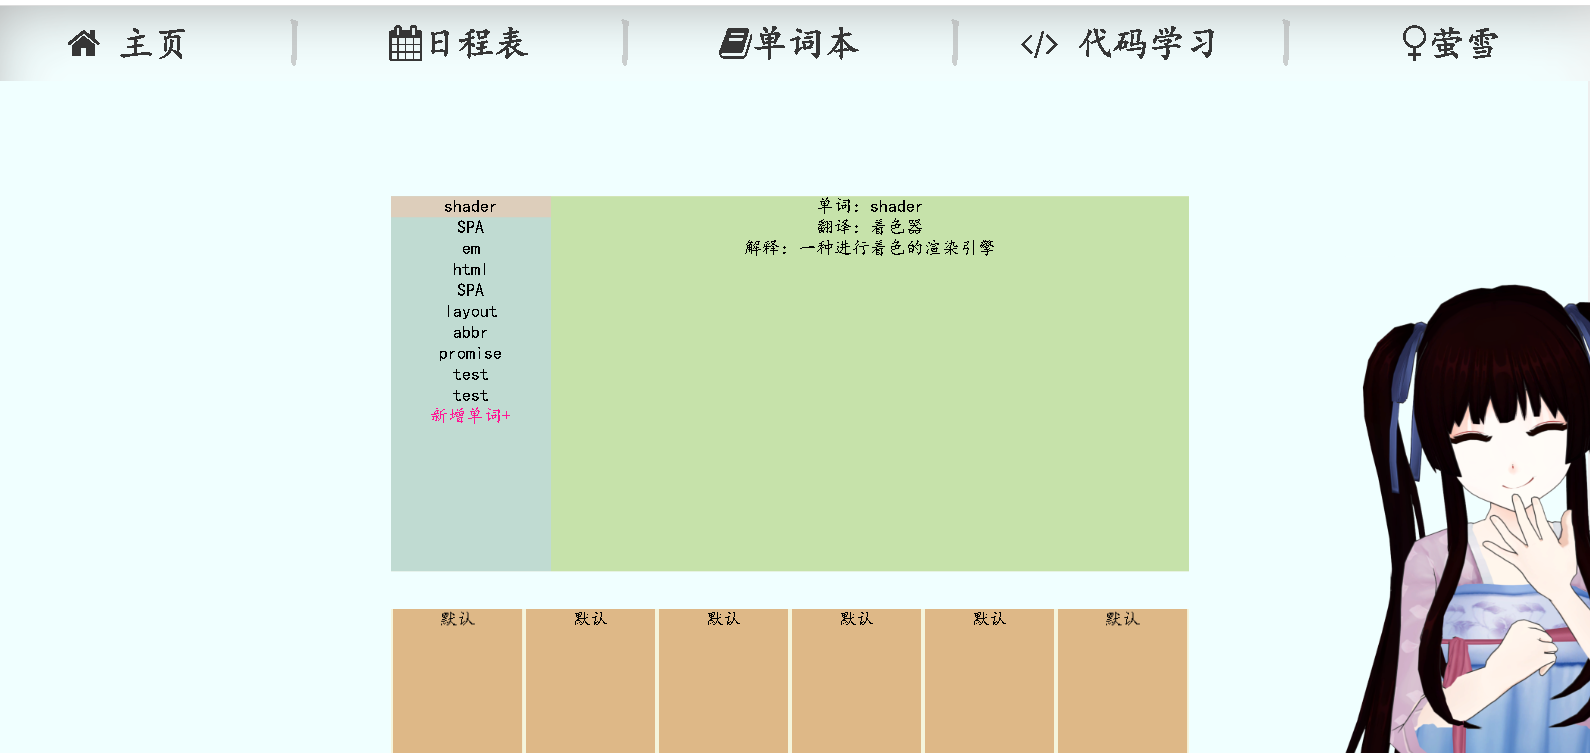 主页
日程表
单词本
</> 代码学习
萤雪
shader
SPA
em
html
SPA
layout
abbr
promise
test
test
新增单词+
单词: shader
翻译: 着色器
解释: 一种进行着色的渲染引擎
默认
默认
默认
默认
默认
默认